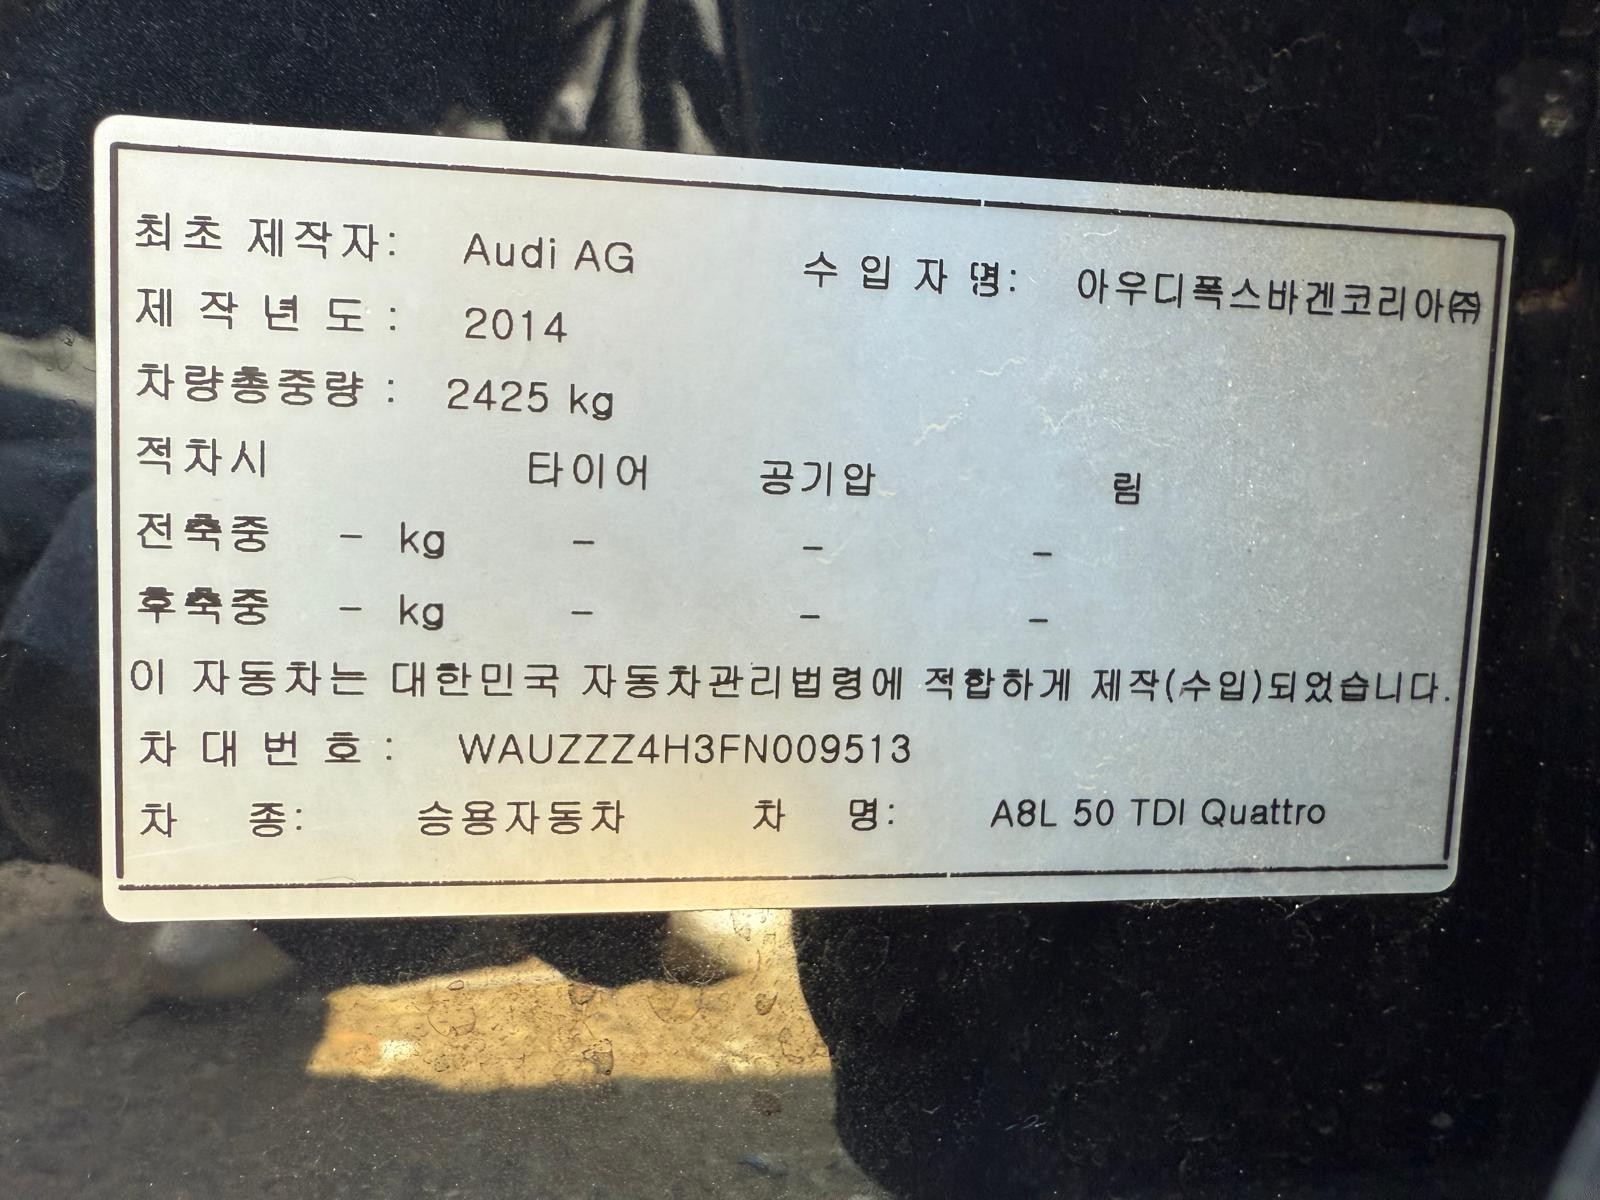 최초 제작자: Audi AG 수 입 자 명: 아우디폭스바겐코리아㈜
제 작 년 도 : 2014
차량총중량 : 2425 kg
적차시 타이어 공기압 림
전축중 - kg - - -
후축중 - kg - - -
이 자동차는 대한민국 자동차관리법령에 적합하게 제작(수입)되었습니다.
차 대 번 호 : WAUZZZ4H3FN009513
차 종: 승용자동차 차 명: A8L 50 TDI Quattro